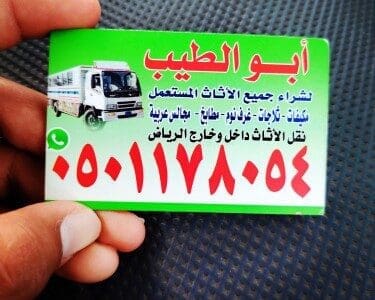 أبو الطيب
لشراء جميع الأثاث المستعمل
مكيفات - ثلاجات - غرف نوم - مطابخ - مجالس عربية
نقل الأثاث داخل وخارج الرياض
٠٥٠١١٧٨٠٥٤